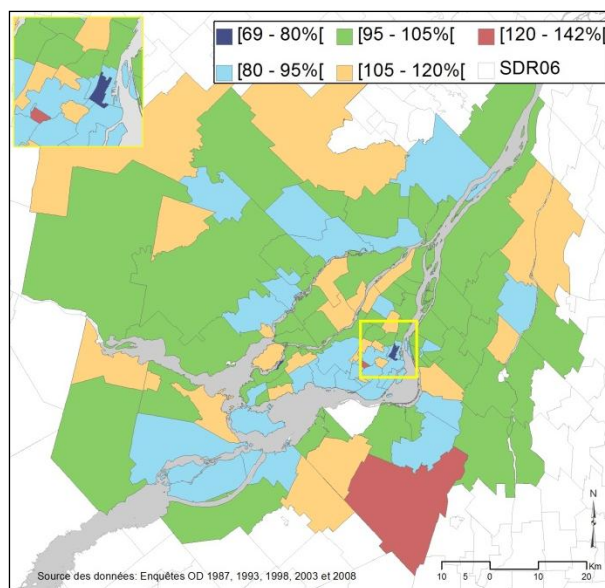 [69 - 80%[ [95 - 105%[ [120 - 142%[
[80 - 95%[ [105 - 120%[ SDR06
N
Km
10 5 0 10 20
Source des données: Enquêtes OD 1987, 1993, 1998, 2003 et 2008